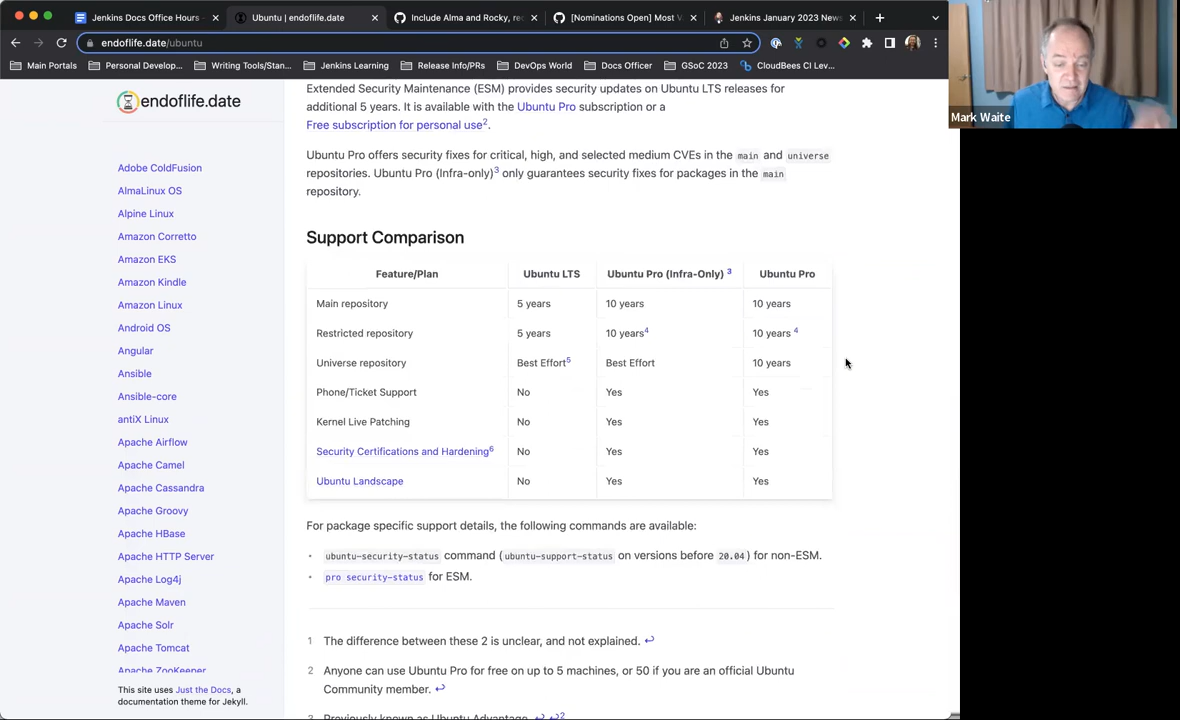 Jenkins Docs Office Hours -
Ubuntu | endoflife.date
Include Alma and Rocky, re
[Nominations Open] Most V
Jenkins January 2023 News
endoflife.date/ubuntu
Main Portals
Personal Develop...
Writing Tools/Stan...
Jenkins Learning
Release Info/PRs
DevOps World
Docs Officer
GSoC 2023
CloudBees CI Lev...
Mark Waite
endoflife.date
Adobe ColdFusion
AlmaLinux OS
Alpine Linux
Amazon Corretto
Amazon EKS
Amazon Kindle
Amazon Linux
Android OS
Angular
Ansible
Ansible-core
antiX Linux
Apache Airflow
Apache Camel
Apache Cassandra
Apache Groovy
Apache HBase
Apache HTTP Server
Apache Log4j
Apache Maven
Apache Solr
Apache Tomcat
Apache ZooKeeper
This site uses Just the Docs, a
documentation theme for Jekyll.
Extended Security Maintenance (ESM) provides security updates on Ubuntu LTS releases for
additional 5 years. It is available with the Ubuntu Pro subscription or a
Free subscription for personal use2.
Ubuntu Pro offers security fixes for critical, high, and selected medium CVEs in the main and universe
repositories. Ubuntu Pro (Infra-only)3 only guarantees security fixes for packages in the main
repository.
Support Comparison
Feature/Plan Ubuntu LTS Ubuntu Pro (Infra-Only) 3 Ubuntu Pro
Main repository 5 years 10 years 10 years
Restricted repository 5 years 10 years4 10 years 4
Universe repository Best Effort5 Best Effort 10 years
Phone/Ticket Support No Yes Yes
Kernel Live Patching No Yes Yes
Security Certifications and Hardening6 No Yes Yes
Ubuntu Landscape No Yes Yes
For package specific support details, the following commands are available:
ubuntu-security-status command (ubuntu-support-status on versions before 20.04) for non-ESM.
pro security-status for ESM.
1 The difference between these 2 is unclear, and not explained. ↩
2 Anyone can use Ubuntu Pro for free on up to 5 machines, or 50 if you are an official Ubuntu
Community member. ↩
3 Previously known as Ubuntu Advantage. ↩ ↩2